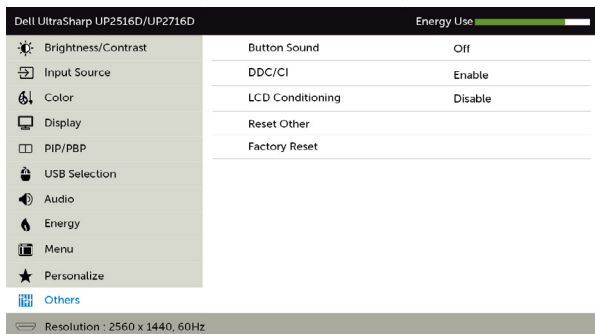 Dell UltraSharp UP2516D/UP2716D Energy Use
Brightness/Contrast Button Sound Off
Input Source DDC/CI Enable
Color LCD Conditioning Disable
Display Reset Other
PIP/PBP Factory Reset
USB Selection
Audio
Energy
Menu
Personalize
Others
Resolution : 2560 x 1440, 60Hz